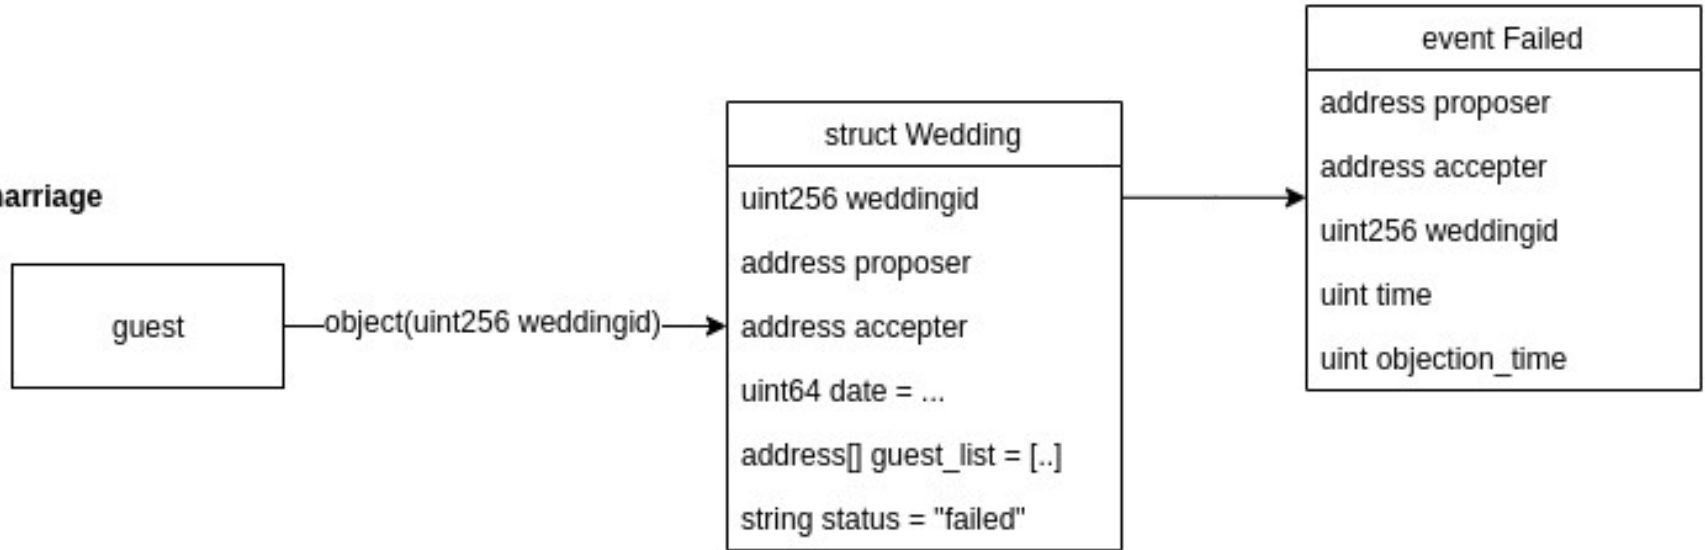 arriage
guest
object(uint256 weddingid)
struct Wedding
uint256 weddingid
address proposer
address accepter
uint64 date = ...
address[] guest_list = [..]
string status = "failed"
event Failed
address proposer
address accepter
uint256 weddingid
uint time
uint objection_time